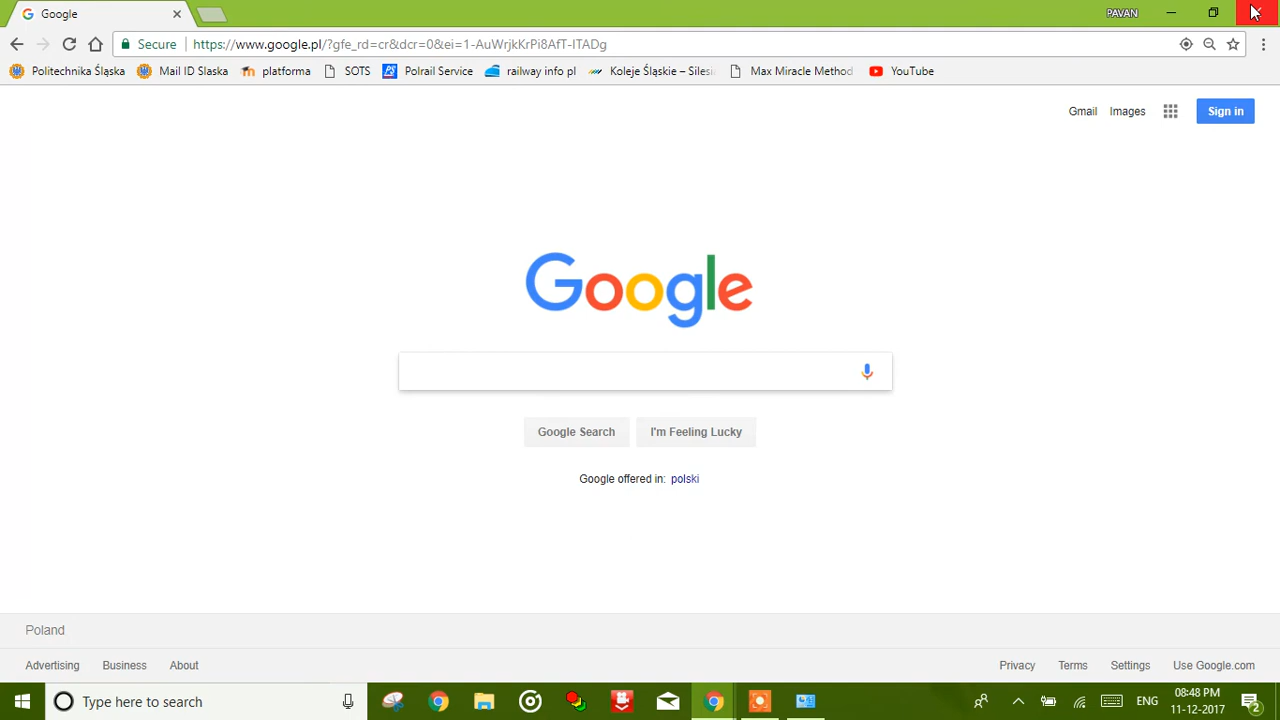 Google
PAVAN
Secure
https://www.google.pl/?gfe_rd=cr&dcr=0&ei=1-AuWrjkKrPi8AfT-ITADg
Politechnika Śląska
Mail ID Slaska
platforma
SOTS
Polrail Service
railway info pl
Koleje Śląskie – Silesi
Max Miracle Method
YouTube
Gmail
Images
Sign in
Google
Google Search
I'm Feeling Lucky
Google offered in: polski
Poland
Advertising
Business
About
Privacy
Terms
Settings
Use Google.com
Type here to search
ENG
08:48 PM
11-12-2017
2